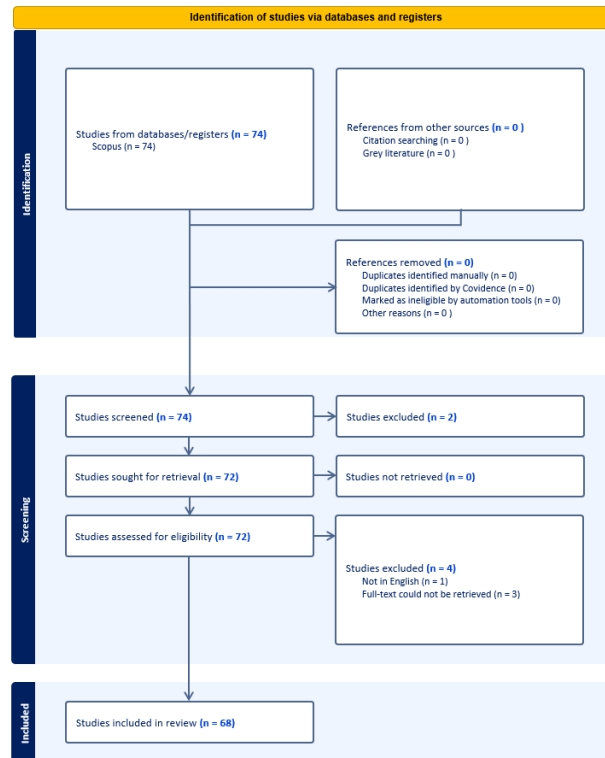 Identification of studies via databases and registers
Identification
Studies from databases/registers (n = 74)
Scopus (n = 74)
References from other sources (n = 0 )
Citation searching (n = 0 )
Grey literature (n = 0 )
References removed (n = 0)
Duplicates identified manually (n = 0)
Duplicates identified by Covidence (n = 0)
Marked as ineligible by automation tools (n = 0)
Other reasons (n = 0 )
Screening
Studies screened (n = 74)
Studies excluded (n = 2)
Studies sought for retrieval (n = 72)
Studies not retrieved (n = 0)
Studies assessed for eligibility (n = 72)
Studies excluded (n = 4)
Not in English (n = 1)
Full-text could not be retrieved (n = 3)
Included
Studies included in review (n = 68)